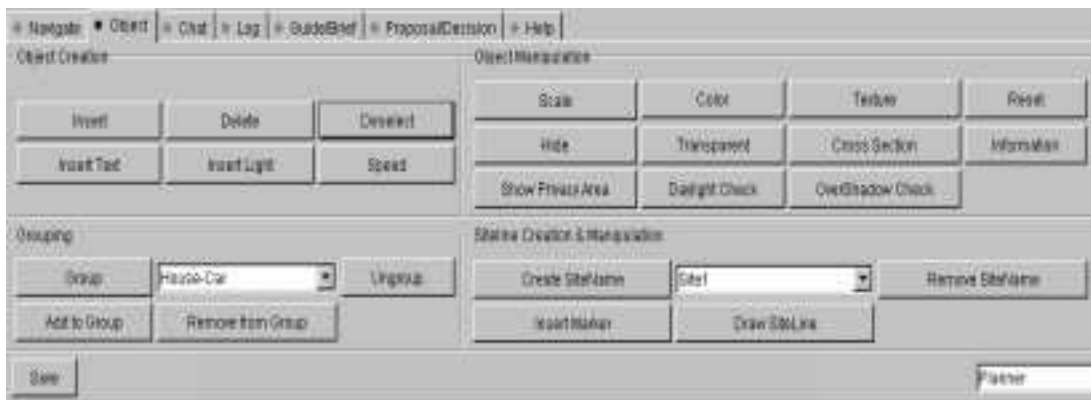 Navigate Object Chat Log Guide/Brief Proposal/Decision Help
Object Creation
Insert Delete Deselect
Insert Text Insert Light Speed
Object Manipulation
Scale Color Texture Reset
Hide Transparent Cross Section Information
Show Privacy Area Daylight Check OverShadow Check
Grouping
Group House-Car Ungroup
Add to Group Remove from Group
Siteline Creation & Manipulation
Create SiteName Site1 Remove SiteName
Insert Marker Draw SiteLine
Save Planner